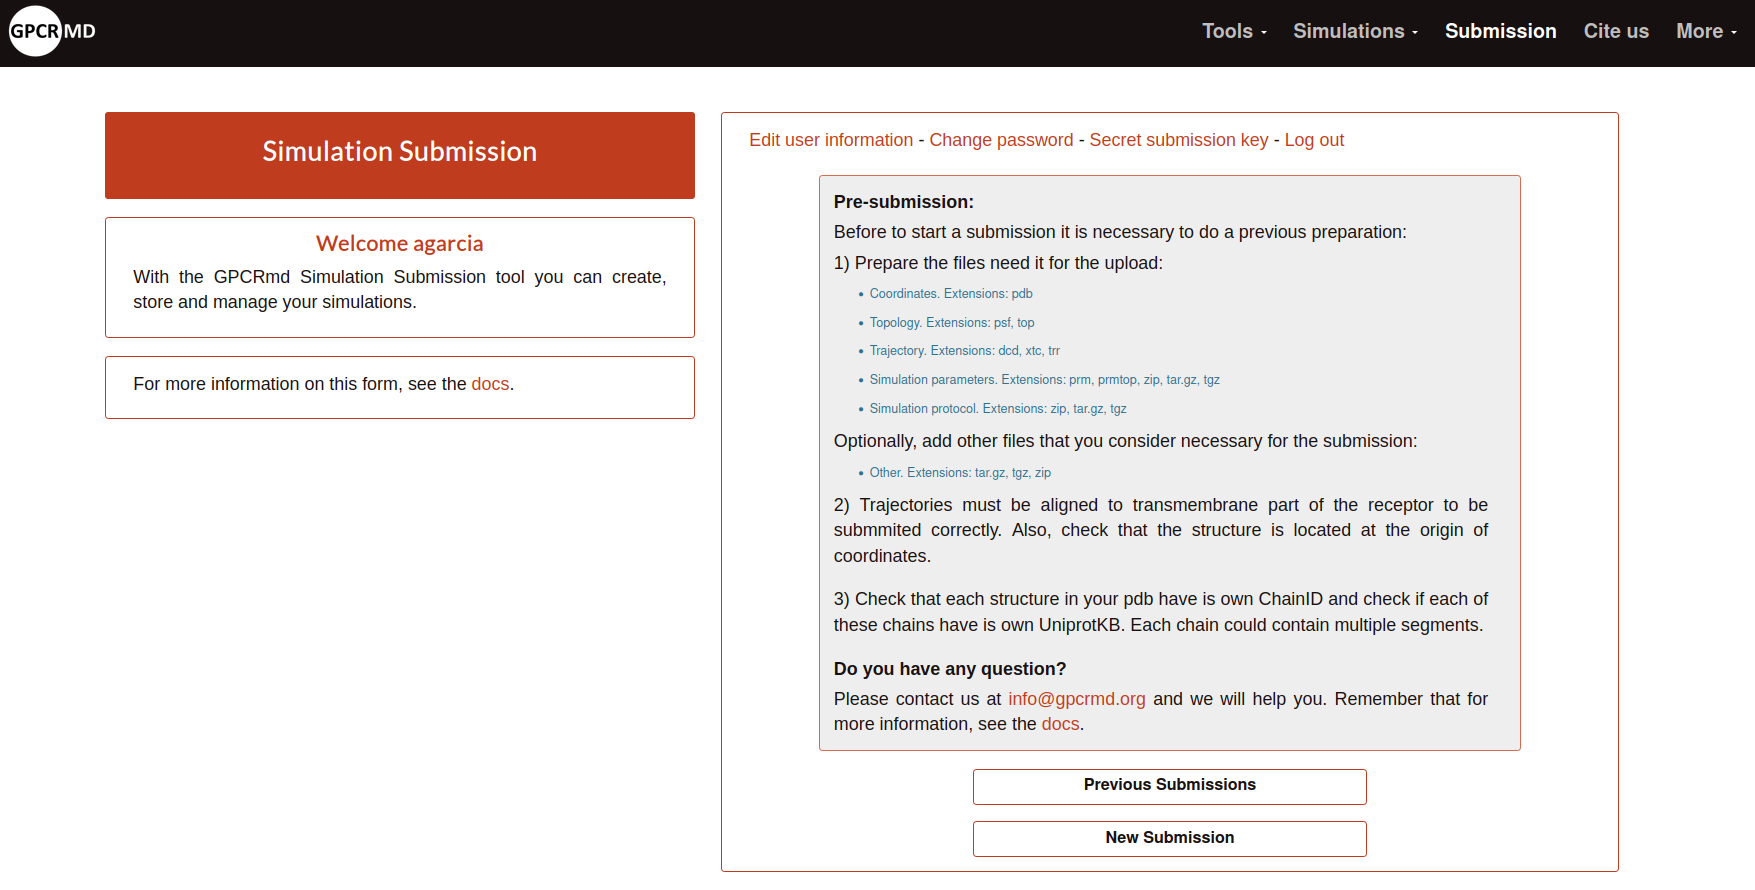 GPCRMD
Tools
Simulations
Submission
Cite us
More
Simulation Submission
Welcome agarcia
With the GPCRmd Simulation Submission tool you can create,
store and manage your simulations.
For more information on this form, see the docs.
Edit user information - Change password - Secret submission key - Log out
Pre-submission:
Before to start a submission it is necessary to do a previous preparation:
1) Prepare the files need it for the upload:
• Coordinates. Extensions: pdb
• Topology. Extensions: psf, top
• Trajectory. Extensions: dcd, xtc, trr
• Simulation parameters. Extensions: prm, prmtop, zip, tar.gz, tgz
• Simulation protocol. Extensions: zip, tar.gz, tgz
Optionally, add other files that you consider necessary for the submission:
• Other. Extensions: tar.gz, tgz, zip
2) Trajectories must be aligned to transmembrane part of the receptor to be
submmited correctly. Also, check that the structure is located at the origin of
coordinates.
3) Check that each structure in your pdb have is own ChainID and check if each of
these chains have is own UniprotKB. Each chain could contain multiple segments.
Do you have any question?
Please contact us at info@gpcrmd.org and we will help you. Remember that for
more information, see the docs.
Previous Submissions
New Submission